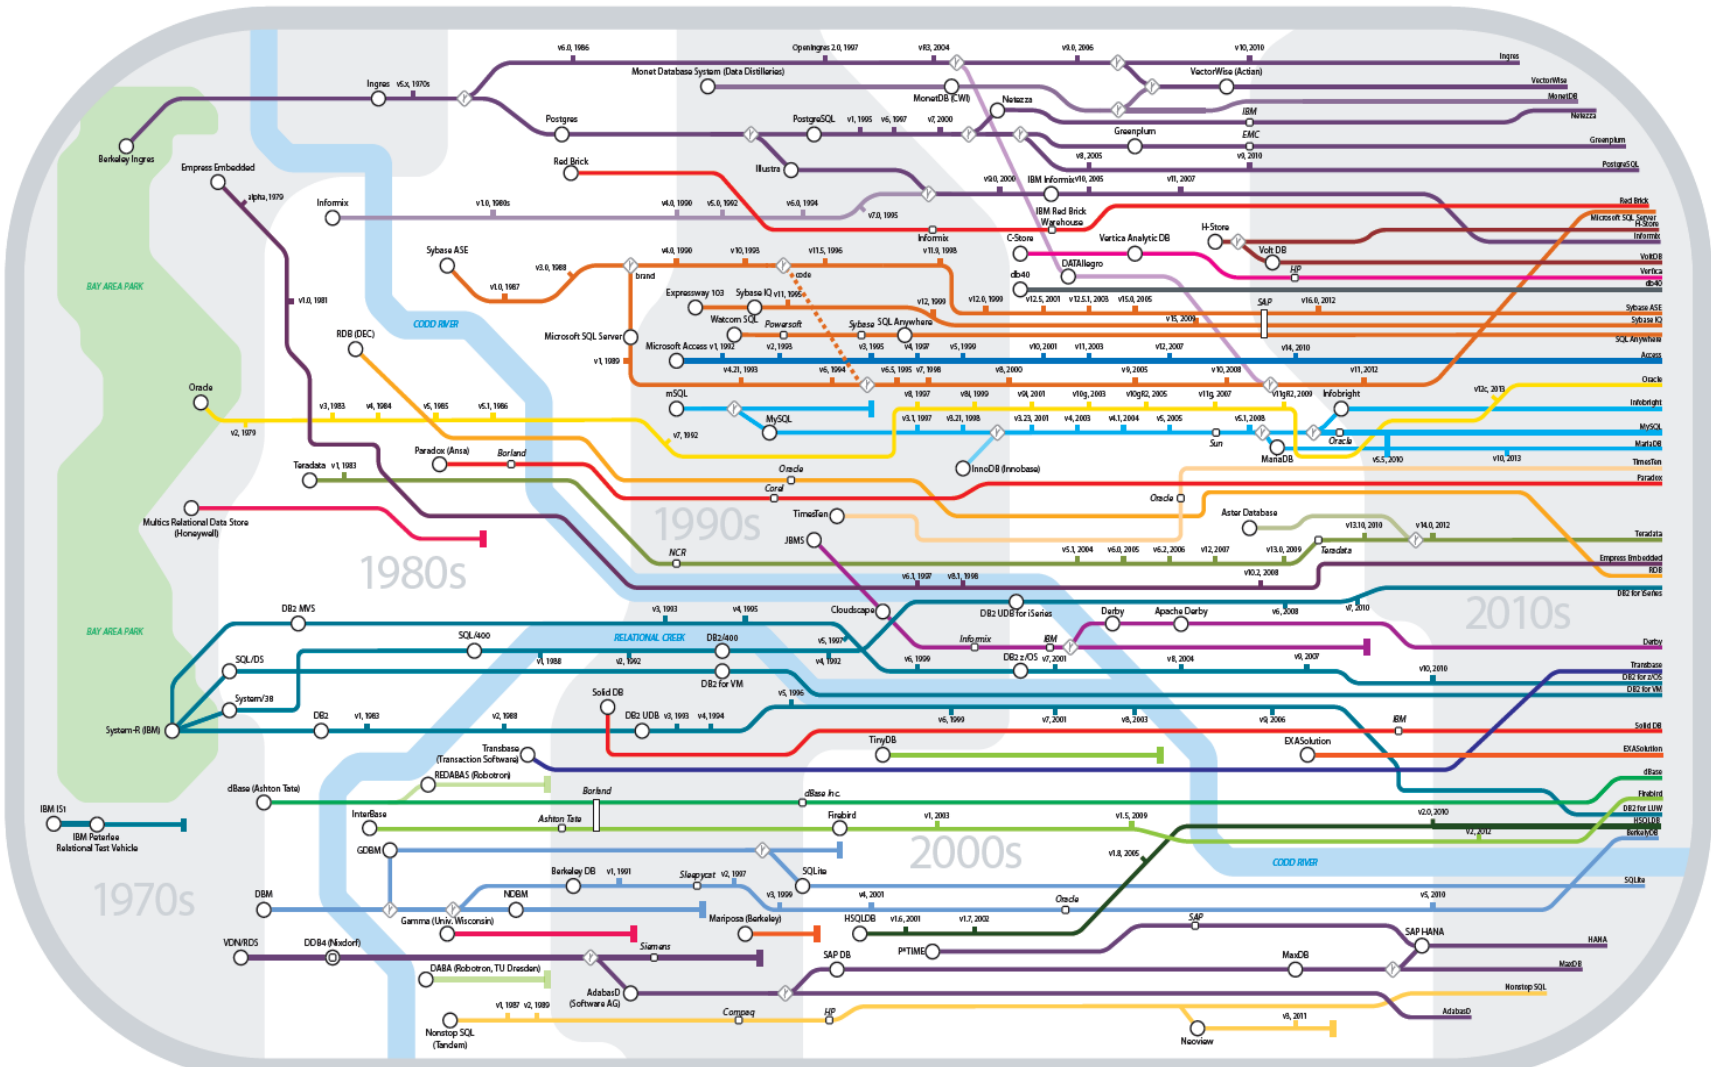 v6.0, 1986
OpenIngres 2.0, 1997
vR3, 2004
v9.0, 2006
v10, 2010
Ingres
Monet Database System (Data Distilleries)
VectorWise (Actian)
VectorWise
Ingres
v5.x, 1970s
MonetDB (CWI)
Netezza
MonetDB
IBM
Netezza
Postgres
PostgreSQL
v1, 1995
v6, 1997
v7, 2000
Greenplum
EMC
Greenplum
Berkeley Ingres
v8, 2005
v9, 2010
PostgreSQL
Empress Embedded
Red Brick
Illustra
alpha, 1979
v9.0, 2000
IBM Informix
v10, 2005
v11, 2007
Informix
v1.0, 1980s
v4.0, 1990
v5.0, 1992
v6.0, 1994
v7.0, 1995
IBM Red Brick
Warehouse
Red Brick
Microsoft SQL Server
H-Store
Informix
Informix
C-Store
Vertica Analytic DB
H-Store
Volt DB
VoltDB
Sybase ASE
v4.0, 1990
v10, 1993
v11.5, 1996
v11.9, 1998
v3.0, 1988
brand
code
DATAllegro
HP
Vertica
db40
db40
v1.0, 1987
BAY AREA PARK
v1.0, 1981
Expressway 103
Sybase IQ
v11, 1995
v12, 1999
v12.0, 1999
v12.5, 2001
v12.5.1, 2003
v15.0, 2005
SAP
v16.0, 2012
Sybase ASE
CODD RIVER
Watcom SQL
Powersoft
Sybase
SQL Anywhere
v15, 2009
Sybase IQ
RDB (DEC)
Microsoft SQL Server
SQL Anywhere
Microsoft Access
v1, 1992
v2, 1993
v3, 1995
v4, 1997
v5, 1999
v10, 2001
v11, 2003
v12, 2007
v14, 2010
Access
v1, 1989
v4.21, 1993
v6, 1994
v6.5, 1995
v7, 1998
v8, 2000
v9, 2005
v10, 2008
v11, 2012
Oracle
Oracle
v12c, 2013
mSQL
v8, 1997
v8i, 1999
v9i, 2001
v10g, 2003
v10gR2, 2005
v11g, 2007
v11gR2, 2009
Infobright
Infobright
v3, 1983
v4, 1984
v5, 1985
v5.1, 1986
v2, 1979
MySQL
v3.1, 1997
v3.21, 1998
v3.23, 2001
v4, 2003
v4.1, 2004
v5, 2005
v5.1, 2008
MySQL
v7, 1992
Sun
Oracle
MariaDB
MariaDB
v5.5, 2010
v10, 2013
Paradox (Ansa)
Borland
InnoDB (Innobase)
TimesTen
Teradata
v1, 1983
Oracle
Paradox
Corel
Oracle
Multics Relational Data Store
(Honeywell)
1990s
TimesTen
Aster Database
JBMS
v13.10, 2010
v14.0, 2012
Teradata
NCR
v5.1, 2004
v6.0, 2005
v6.2, 2006
v12, 2007
v13.0, 2009
Teradata
Empress Embedded
1980s
v6.1, 1997
v8.1, 1998
v10.2, 2008
RDB
DB2 for iSeries
DB2 MVS
v3, 1993
v4, 1995
Cloudscape
DB2 UDB for iSeries
Derby
Apache Derby
v6, 2008
v7, 2010
2010s
BAY AREA PARK
SQL/400
RELATIONAL CREEK
DB2/400
v5, 1997
Informix
IBM
Derby
SQL/DS
v1, 1988
v2, 1992
v4, 1992
DB2 for VM
v6, 1999
DB2 z/OS
v7, 2001
v8, 2004
v9, 2007
v10, 2010
Transbase
DB2 for z/OS
DB2 for VM
System/38
Solid DB
v5, 1996
System-R (IBM)
DB2
v1, 1983
v2, 1988
DB2 UDB
v3, 1993
v4, 1994
v6, 1999
v7, 2001
v8, 2003
v9, 2006
IBM
Solid DB
Transbase
(Transaction Software)
TinyDB
EXASolution
EXASolution
REDABAS (Robotron)
dBase
dBase (Ashton Tate)
Borland
dBase Inc.
Firebird
IBM IS1
IBM Peterlee
Relational Test Vehicle
InterBase
Ashton Tate
Firebird
v1, 2003
v1.5, 2009
v2.0, 2010
v2, 2012
DB2 for LUW
HSQLDB
BerkelyDB
GDBM
2000s
v1.8, 2005
CODD RIVER
1970s
Berkeley DB
v1, 1991
Sleepycat
v2, 1997
SQLite
SQLite
DBM
NDBM
v3, 1999
v4, 2001
Oracle
v5, 2010
Gamma (Univ. Wisconsin)
Mariposa (Berkeley)
HSQLDB
v1.6, 2001
v1.7, 2002
SAP
SAP HANA
VDN/RDS
DDB4 (Nixdorf)
Siemens
P*TIME
HANA
DABA (Robotron, TU Dresden)
SAP DB
MaxDB
MaxDB
AdabasD
(Software AG)
Nonstop SQL
v1, 1987
v2, 1989
Compaq
HP
v3, 2011
AdabasD
Nonstop SQL
(Tandem)
Neoview